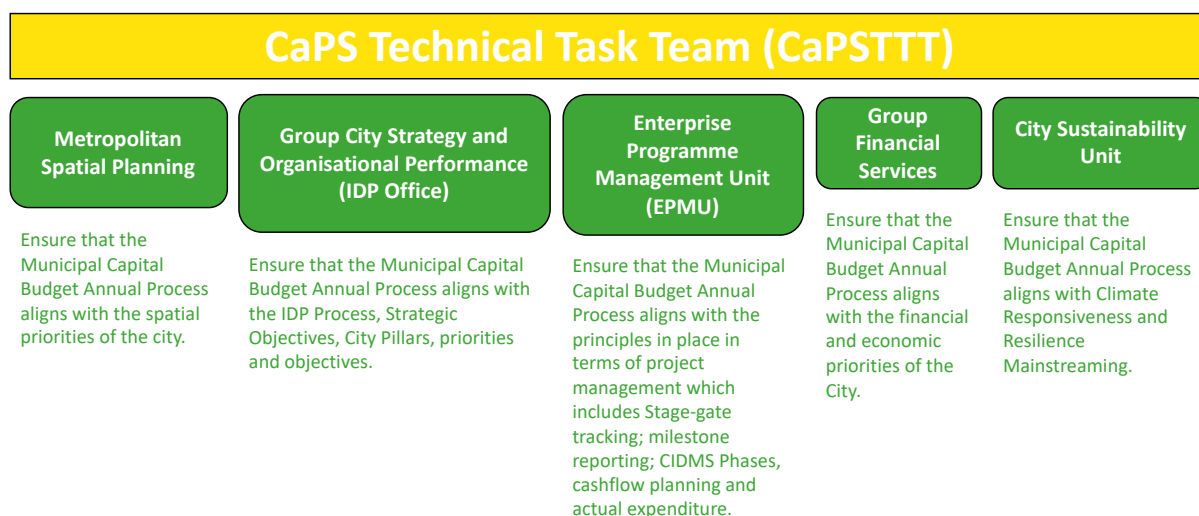 CaPS Technical Task Team (CaPSTTT)
Metropolitan
Spatial Planning
Ensure that the
Municipal Capital
Budget Annual Process
aligns with the spatial
priorities of the city.
Group City Strategy and
Organisational Performance
(IDP Office)
Ensure that the Municipal Capital
Budget Annual Process aligns with
the IDP Process, Strategic
Objectives, City Pillars, priorities
and objectives.
Enterprise
Programme
Management Unit
(EPMU)
Ensure that the Municipal
Capital Budget Annual
Process aligns with the
principles in place in
terms of project
management which
includes Stage-gate
tracking; milestone
reporting; CIDMS Phases,
cashflow planning and
actual expenditure.
Group
Financial
Services
Ensure that the
Municipal Capital
Budget Annual
Process aligns
with the financial
and economic
priorities of the
City.
City Sustainability
Unit
Ensure that the
Municipal Capital
Budget Annual Process
aligns with Climate
Responsiveness and
Resilience
Mainstreaming.